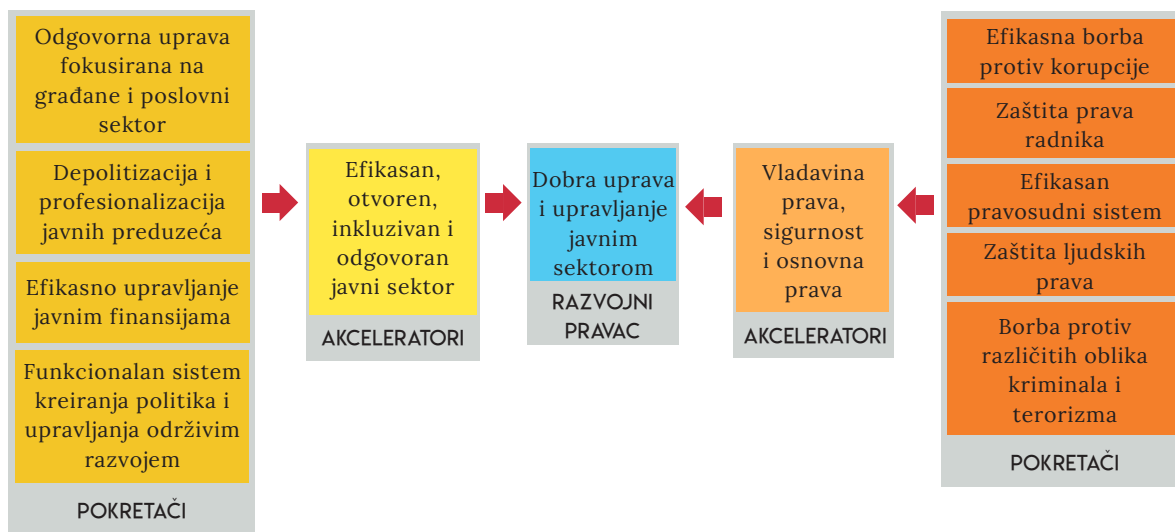 Odgovorna uprava
fokusirana na
građane i poslovni
sektor
Depolitizacija i
profesionalizacija
javnih preduzeća
Efikasno upravljanje
javnim finansijama
Funkcionalan sistem
kreiranja politika i
upravljanja održivim
razvojem
POKRETAČI
Efikasan,
otvoren,
inkluzivan i
odgovoran
javni sektor
AKCELERATORI
Dobra uprava
i upravljanje
javnim
sektorom
RAZVOJNI
PRAVAC
Vladavina
prava,
sigurnost
i osnovna
prava
AKCELERATORI
Efikasna borba
protiv korupcije
Zaštita prava
radnika
Efikasan
pravosudni sistem
Zaštita ljudskih
prava
Borba protiv
različitih oblika
kriminala i
terorizma
POKRETAČI